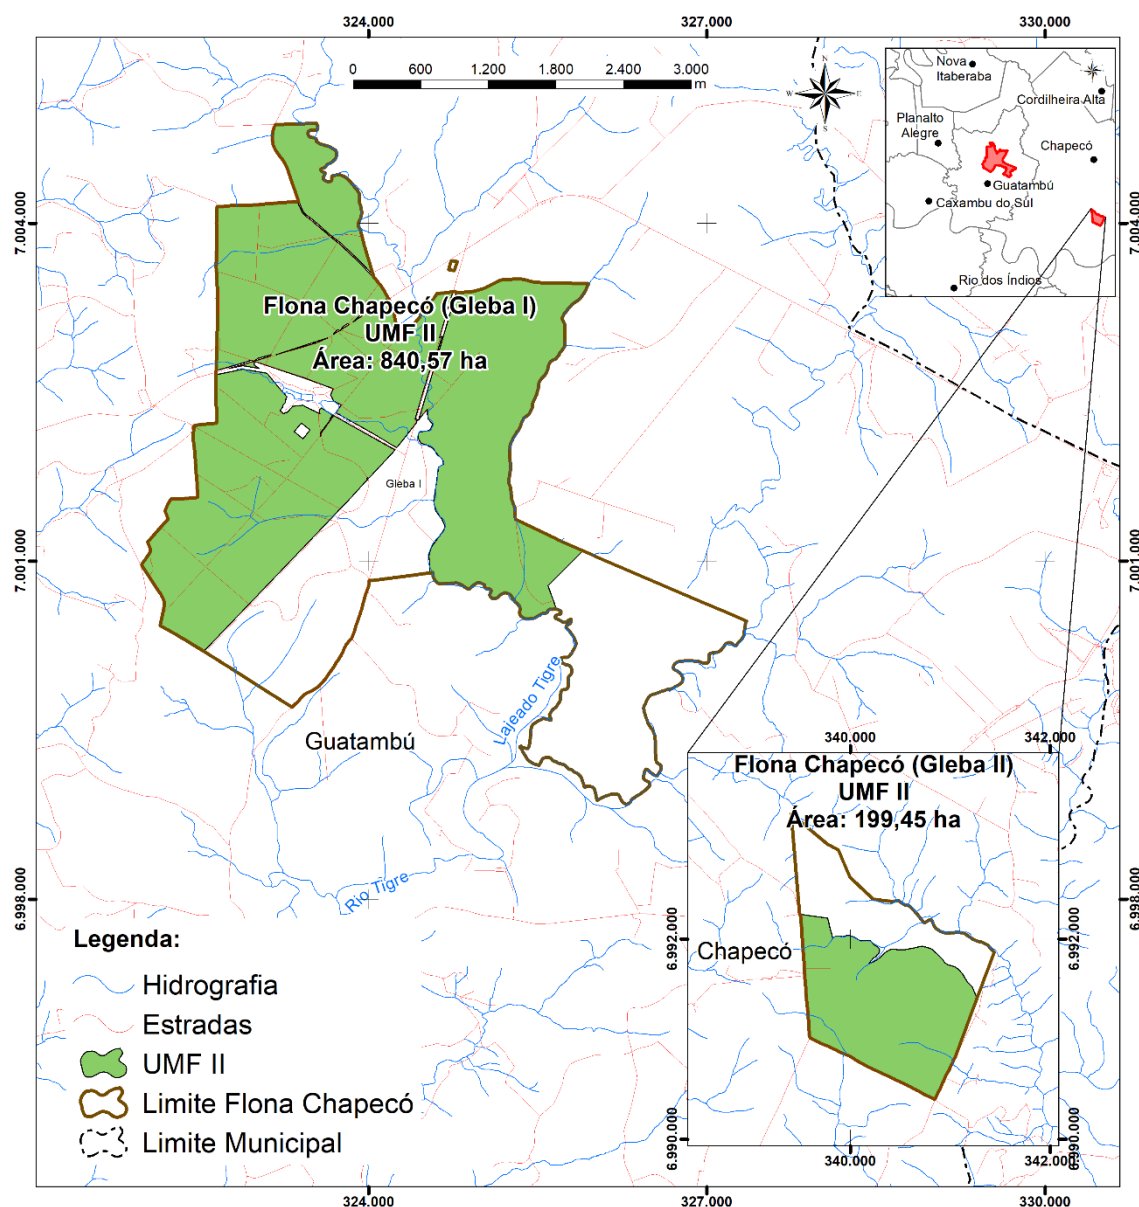 324.000
327.000
330.000
0
600
1.200
1.800
2.400
3.000
m
N
W
E
S
Nova
Itaberaba
Cordilheira Alta
Planalto
Alegre
Chapecó
Guatambú
Caxambu do Sul
Rio dos Índios
7.004.000
7.004.000
Flona Chapecó (Gleba I)
UMF II
Área: 840,57 ha
Gleba I
7.001.000
7.001.000
Lajeado Tigre
Guatambú
Rio Tigre
6.998.000
6.998.000
340.000
342.000
Flona Chapecó (Gleba II)
UMF II
Área: 199,45 ha
6.992.000
6.992.000
Chapecó
6.990.000
6.990.000
340.000
342.000
Legenda:
Hidrografia
Estradas
UMF II
Limite Flona Chapecó
Limite Municipal
324.000
327.000
330.000